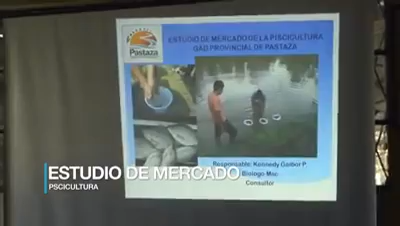 ESTUDIO DE MERCADO DE LA PISCICULTURA
GAD PROVINCIAL DE PASTAZA
Pastaza
Responsable: Kennedy Gaibor P.
Biologo Msc.
Consultor
ESTUDIO DE MERCADO
PSCICULTURA